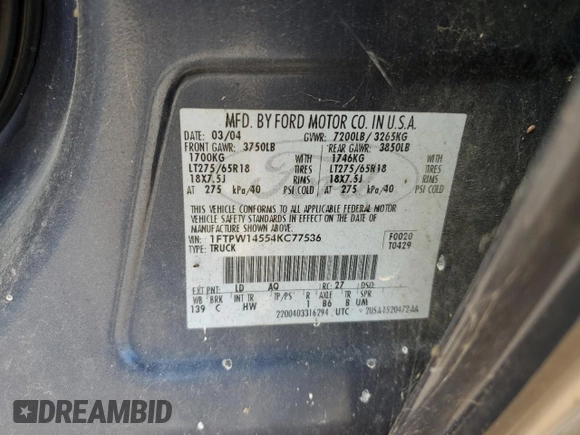 MFD. BY FORD MOTOR CO. IN U.S.A.
DATE: 03/04 GVWR: 7200LB/ 3265KG
FRONT GAWR: 3750LB REAR GAWR: 3850LB
1700KG WITH 1746KG WITH
LT275/65R18 TIRES LT275/65R18 TIRES
18X7.5J RIMS 18X7.5J RIMS
AT 275 kPa/40 PSI COLD AT 275 kPa/40 PSI COLD
THIS VEHICLE CONFORMS TO ALL APPLICABLE FEDERAL MOTOR
VEHICLE SAFETY STANDARDS IN EFFECT ON THE DATE OF
MANUFACTURE SHOWN ABOVE.
VIN: 1FTPW14554KC77536 F0020
TYPE: TRUCK T0429
EXT PNT: LD AQ RC: 27 DSO:
WB BRK INT TR TP/PS R AXLE TR SPR
139 C HW 1 B6 B UM
2200403316294 UTC
Ford
DREAMBID